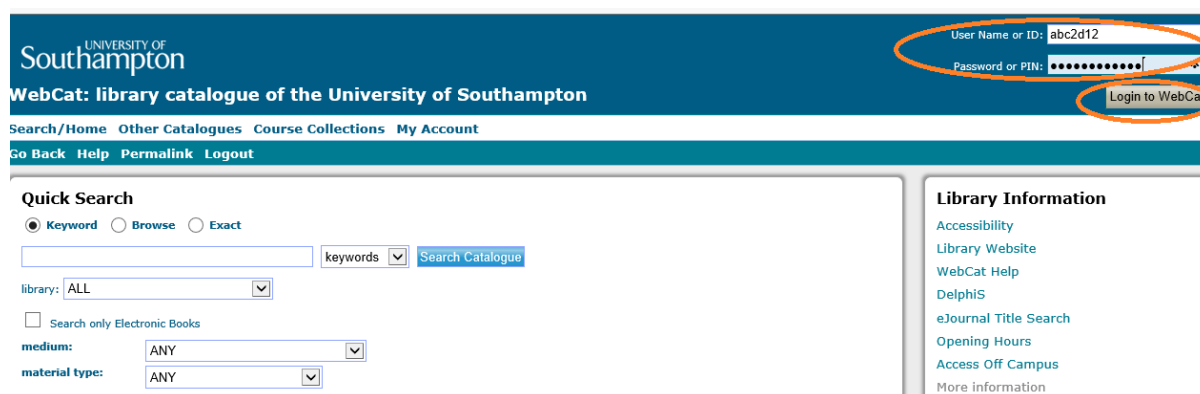 UNIVERSITY OF
Southampton
User Name or ID: abc2d12
Password or PIN: ••••••••••••
WebCat: library catalogue of the University of Southampton
Login to WebCa
Search/Home Other Catalogues Course Collections My Account
Go Back Help Permalink Logout
Quick Search
Keyword Browse Exact
keywords Search Catalogue
library: ALL
Search only Electronic Books
medium: ANY
material type: ANY
Library Information
Accessibility
Library Website
WebCat Help
DelphiS
eJournal Title Search
Opening Hours
Access Off Campus
More information